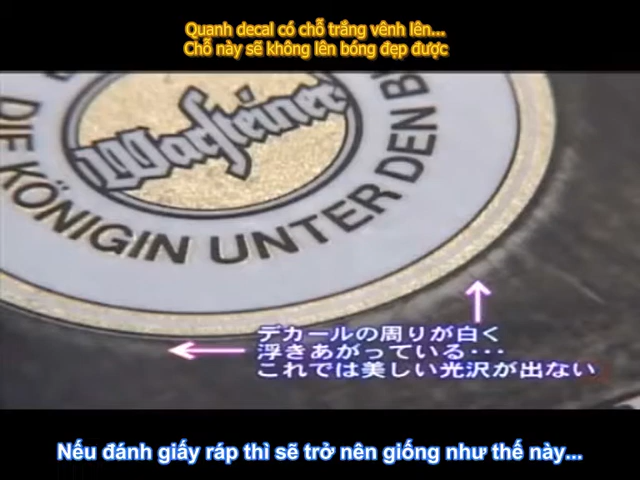 Quanh decal có chỗ trắng vênh lên...
Chỗ này sẽ không lên bóng đẹp được
Warsteiner
DIE KÖNIGIN UNTER DEN B
デカールの周りが白く
浮きあがっている・・・
これでは美しい光沢が出ない
Nếu đánh giấy ráp thì sẽ trở nên giống như thế này...